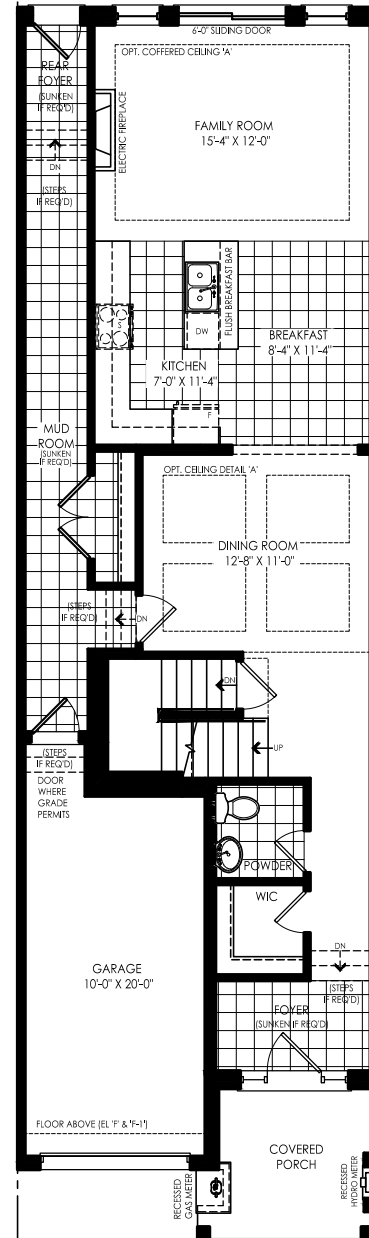 6'-0" SLIDING DOOR
OPT. COFFERED CEILING 'A'
REAR
FOYER
(SUNKEN
IF REQ'D)
DN
(STEPS
IF REQ'D)
ELECTRIC FIREPLACE
FAMILY ROOM
15'-4" X 12'-0"
FLUSH BREAKFAST BAR
S
DW
BREAKFAST
8'-4" X 11'-4"
KITCHEN
7'-0" X 11'-4"
F
MUD
ROOM
(SUNKEN
IF REQ'D)
OPT. CEILING DETAIL 'A'
DINING ROOM
12'-8" X 11'-0"
(STEPS
IF REQ'D)
DN
DN
UP
(STEPS
IF REQ'D)
DOOR
WHERE
GRADE
PERMITS
POWDER
WIC
DN
(STEPS
IF REQ'D)
GARAGE
10'-0" X 20'-0"
FOYER
(SUNKEN IF REQ'D)
FLOOR ABOVE (EL 'F' & 'F-1')
COVERED
PORCH
RECESSED
GAS METER
RECESSED
HYDRO METER